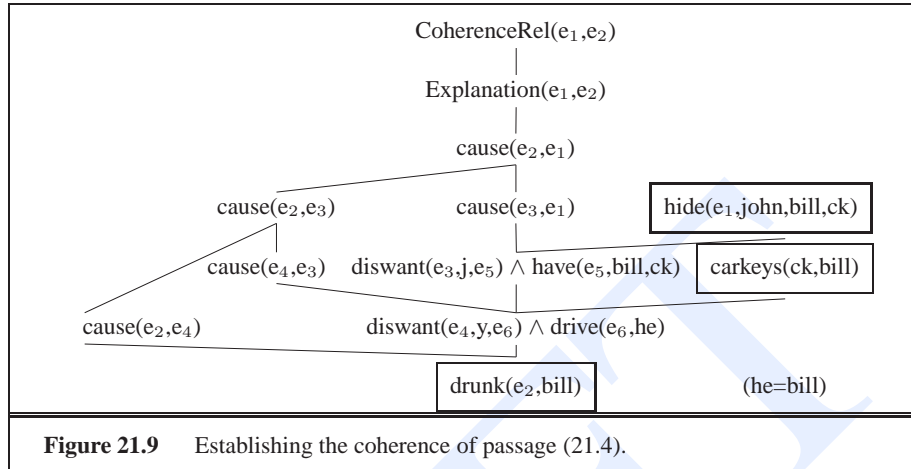 CoherenceRel(e₁,e₂)
Explanation(e₁,e₂)
cause(e₂,e₁)
cause(e₂,e₃) cause(e₃,e₁) hide(e₁,john,bill,ck)
cause(e₄,e₃) diswant(e₃,j,e₅) ∧ have(e₅,bill,ck) carkeys(ck,bill)
cause(e₂,e₄) diswant(e₄,y,e₆) ∧ drive(e₆,he)
drunk(e₂,bill) (he=bill)
Figure 21.9 Establishing the coherence of passage (21.4).